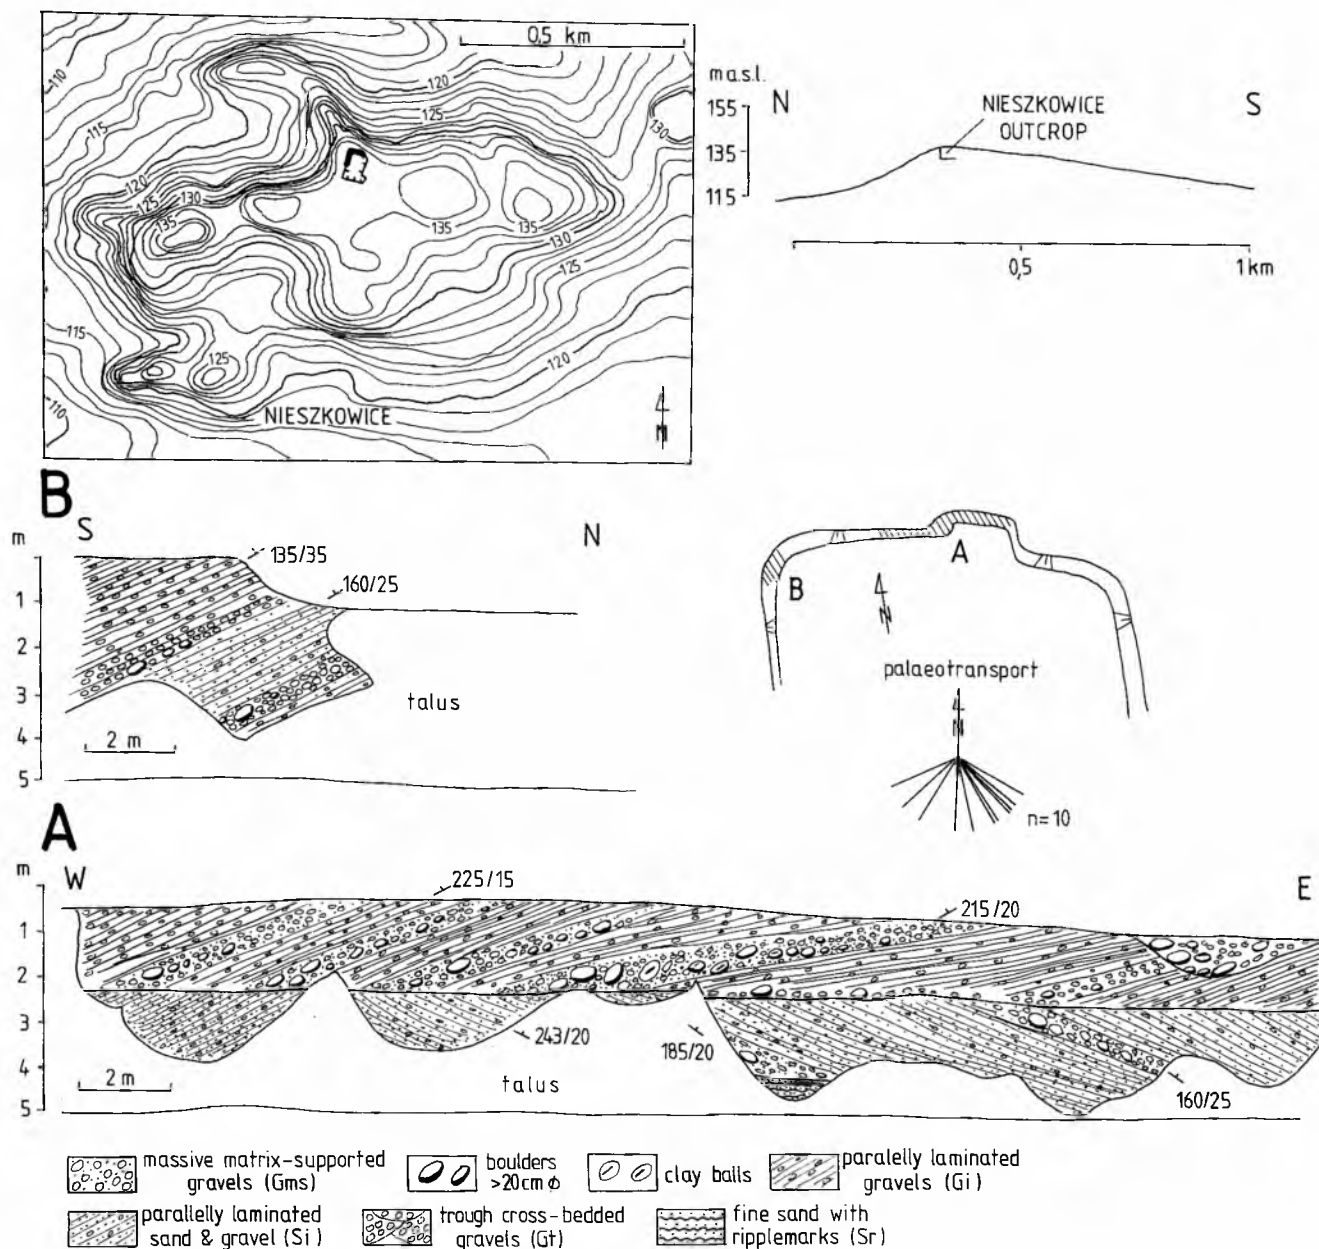 0,5 km
110
120
125
130
115
120
125
130
135
135
135
130
125
115
125
120
110
NIESZKOWICE
N
m a.s.l.
155
135
115
N
S
NIESZKOWICE
OUTCROP
0,5
1 km
B
S
N
m
135/35
160/25
1
2
3
4
5
talus
2 m
A
B
N
palaeotransport
N
n=10
A
m
W
E
225/15
215/20
1
2
3
4
5
243/20
185/20
160/25
2 m
talus
massive matrix-supported
gravels (Gms)
boulders
>20cm ϕ
clay balls
paralelly laminated
gravels (Gi)
parallelly laminated
sand & gravel (Si)
trough cross-bedded
gravels (Gt)
fine sand with
ripplemarks (Sr)